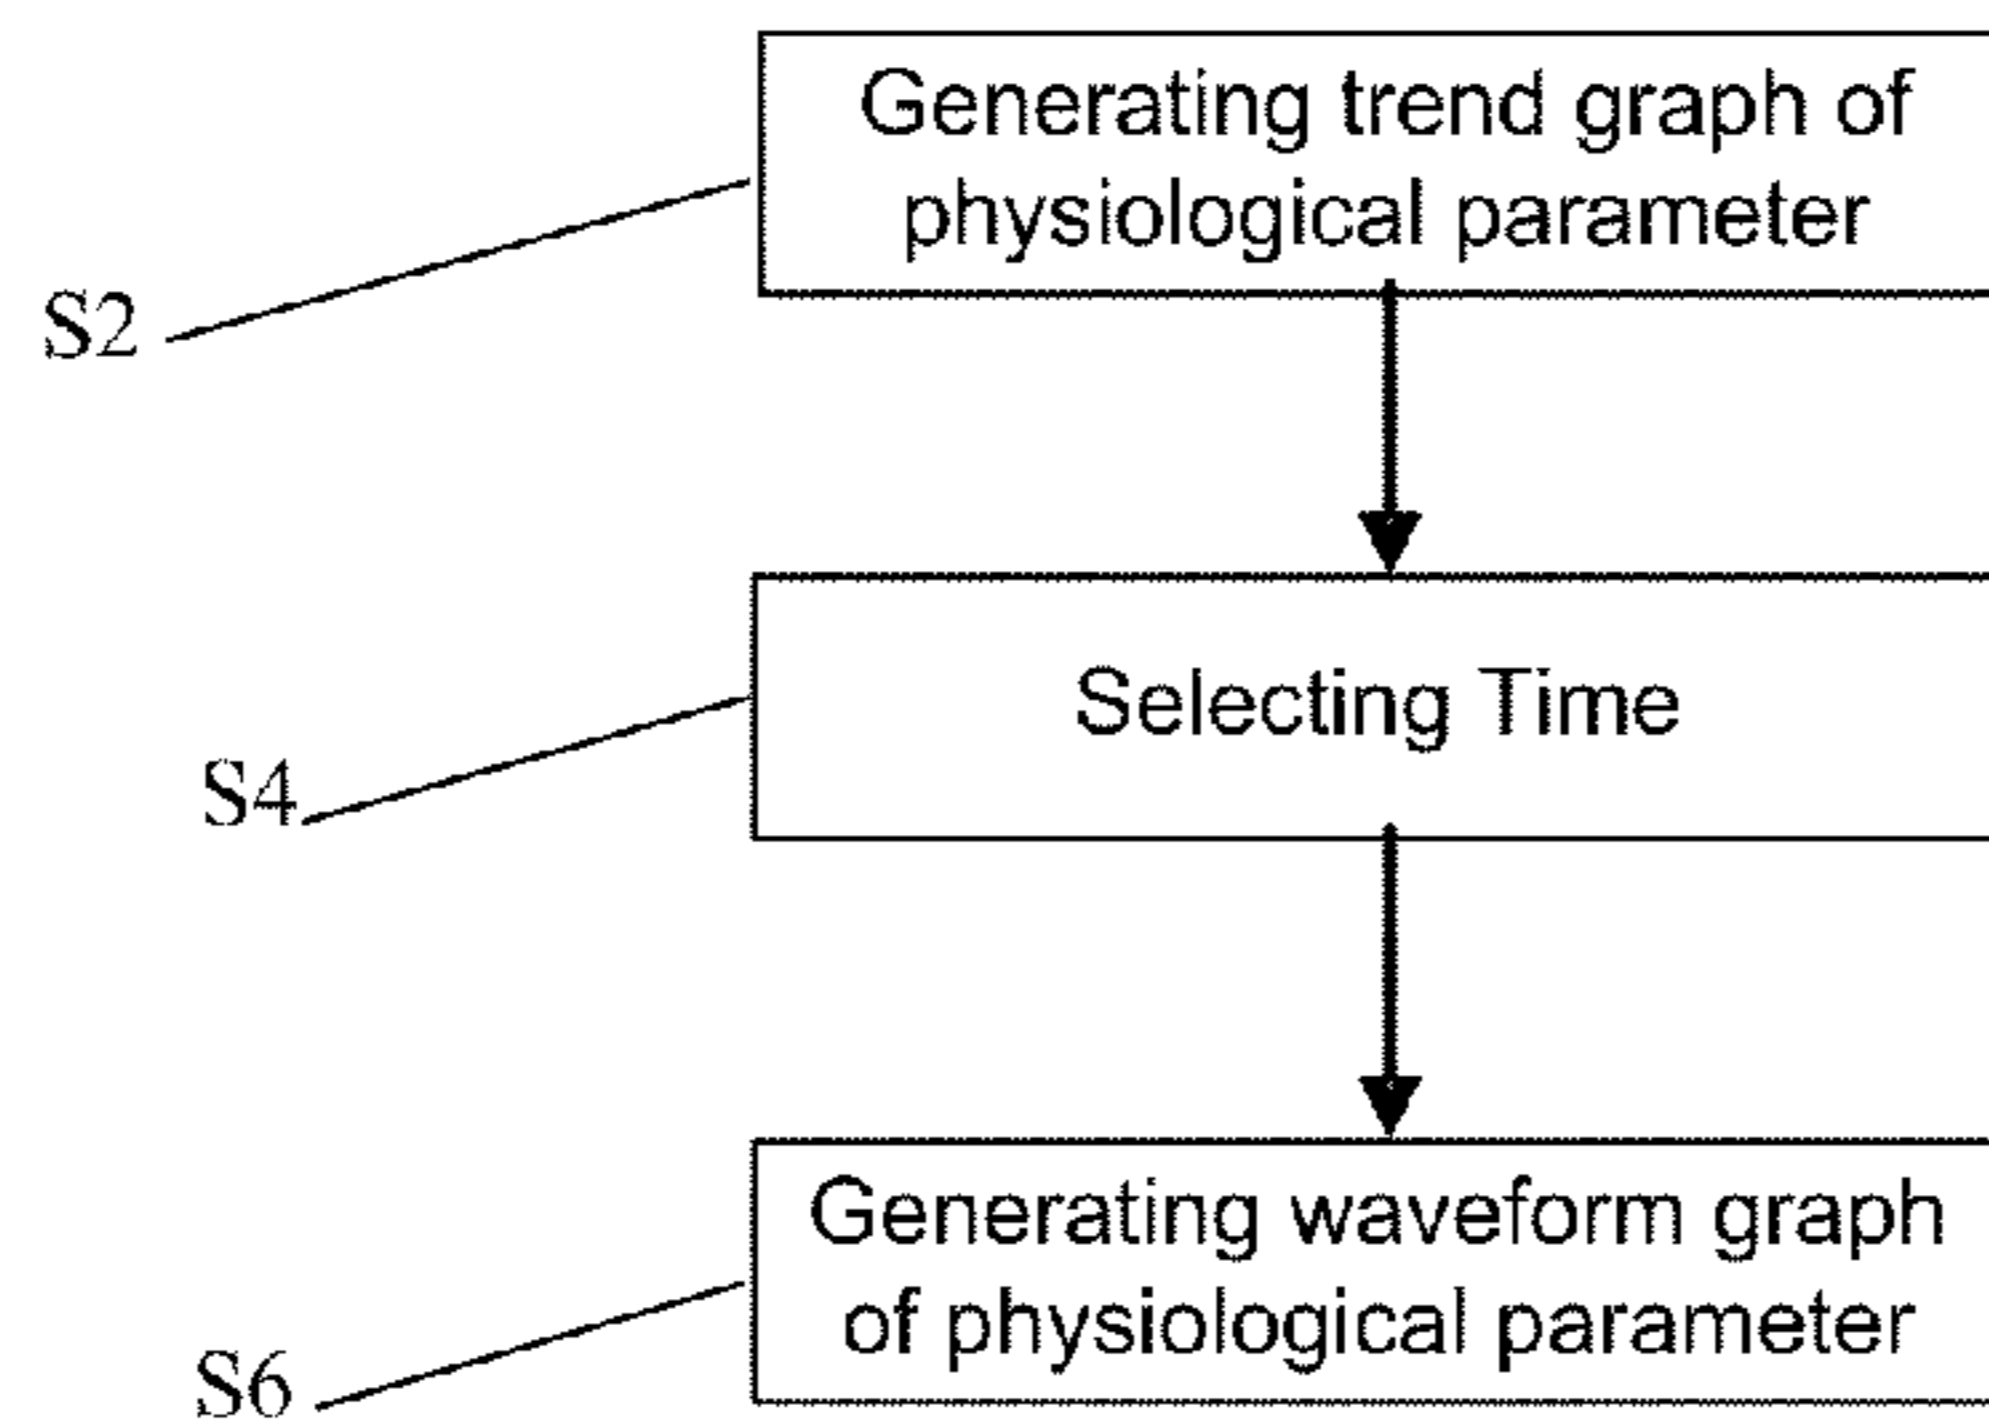 Generating trend graph of
physiological parameter
S2
Selecting Time
S4
Generating waveform graph
of physiological parameter
S6